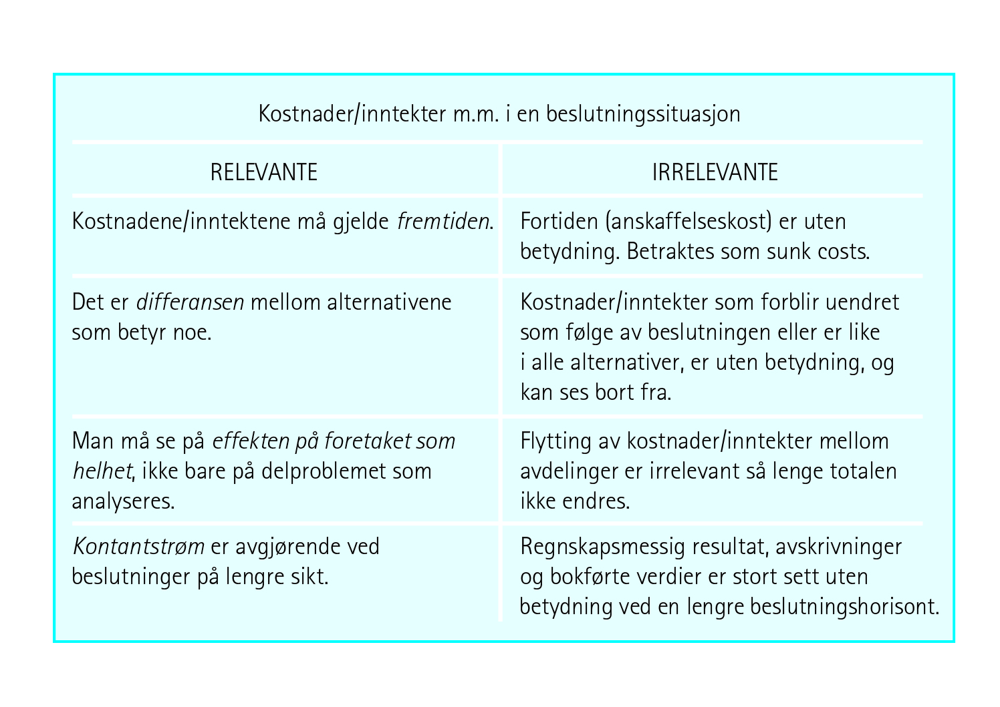 Kostnader/inntekter m.m. i en beslutningssituasjon
RELEVANTE
IRRELEVANTE
Kostnadene/inntektene må gjelde fremtiden.
Fortiden (anskaffelseskost) er uten
betydning. Betraktes som sunk costs.
Det er differansen mellom alternativene
som betyr noe.
Kostnader/inntekter som forblir uendret
som følge av beslutningen eller er like
i alle alternativer, er uten betydning, og
kan ses bort fra.
Man må se på effekten på foretaket som
helhet, ikke bare på delproblemet som
analyseres.
Flytting av kostnader/inntekter mellom
avdelinger er irrelevant så lenge totalen
ikke endres.
Kontantstrøm er avgjørende ved
beslutninger på lengre sikt.
Regnskapsmessig resultat, avskrivninger
og bokførte verdier er stort sett uten
betydning ved en lengre beslutningshorisont.